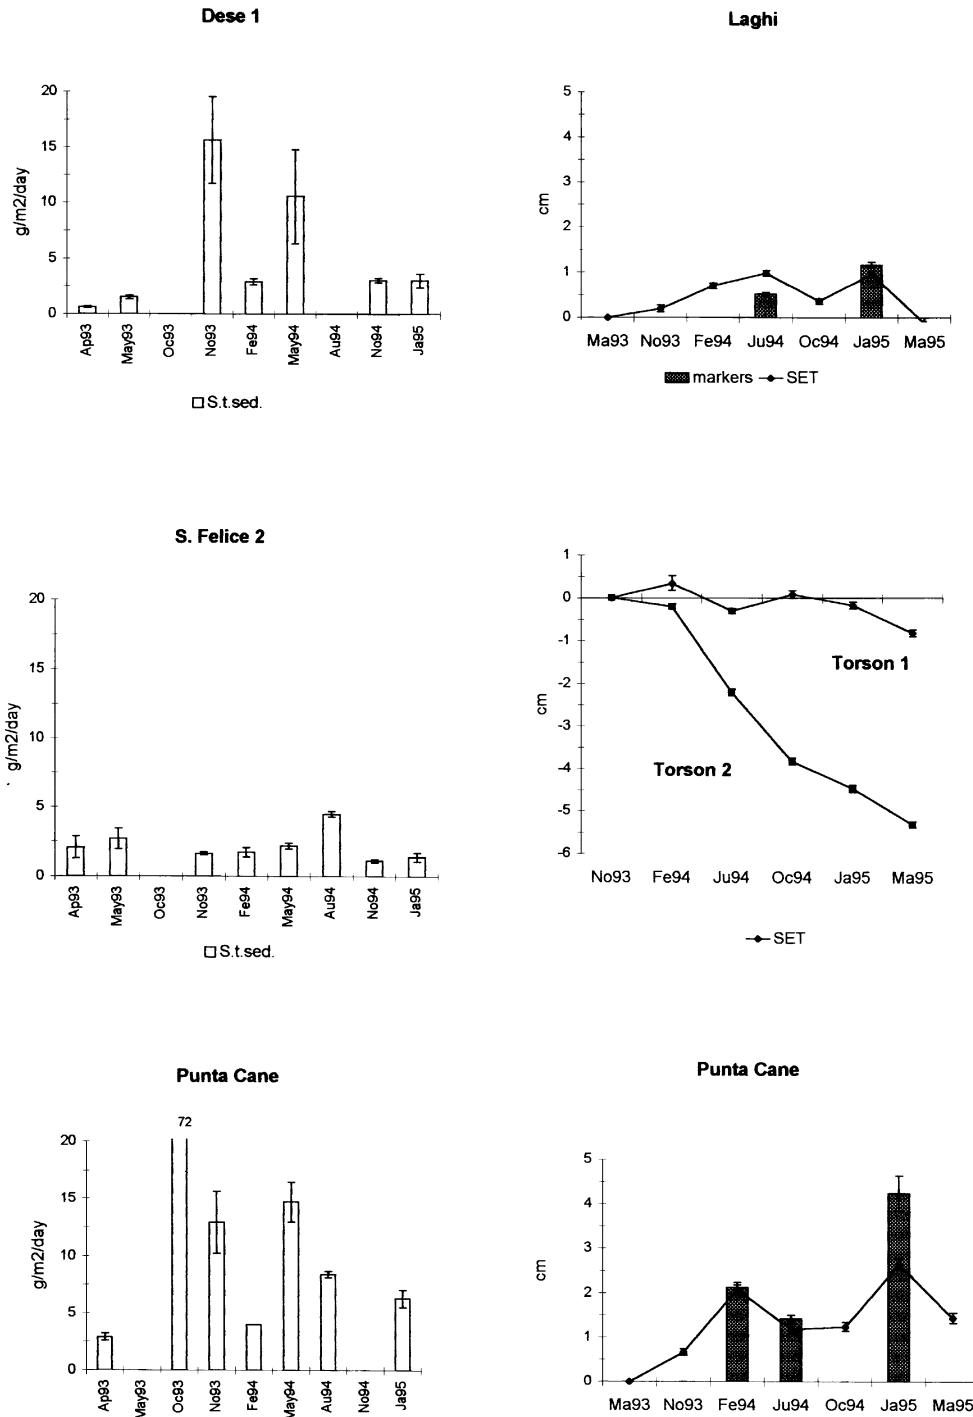 Dese 1
20
15
10
5
0
g/m2/day
Ap93 May93 Oc93 No93 Fe94 May94 Au94 No94 Ja95
S.t.sed.
Laghi
5
4
3
2
1
0
cm
Ma93 No93 Fe94 Ju94 Oc94 Ja95 Ma95
markers SET
S. Felice 2
20
15
10
5
0
g/m2/day
Ap93 May93 Oc93 No93 Fe94 May94 Au94 No94 Ja95
S.t.sed.
1
0
-1
-2
-3
-4
-5
-6
cm
Torson 1
Torson 2
No93 Fe94 Ju94 Oc94 Ja95 Ma95
SET
Punta Cane
72
20
15
10
5
0
g/m2/day
Ap93 May93 Oc93 No93 Fe94 May94 Au94 No94 Ja95
Punta Cane
5
4
3
2
1
0
cm
Ma93 No93 Fe94 Ju94 Oc94 Ja95 Ma95